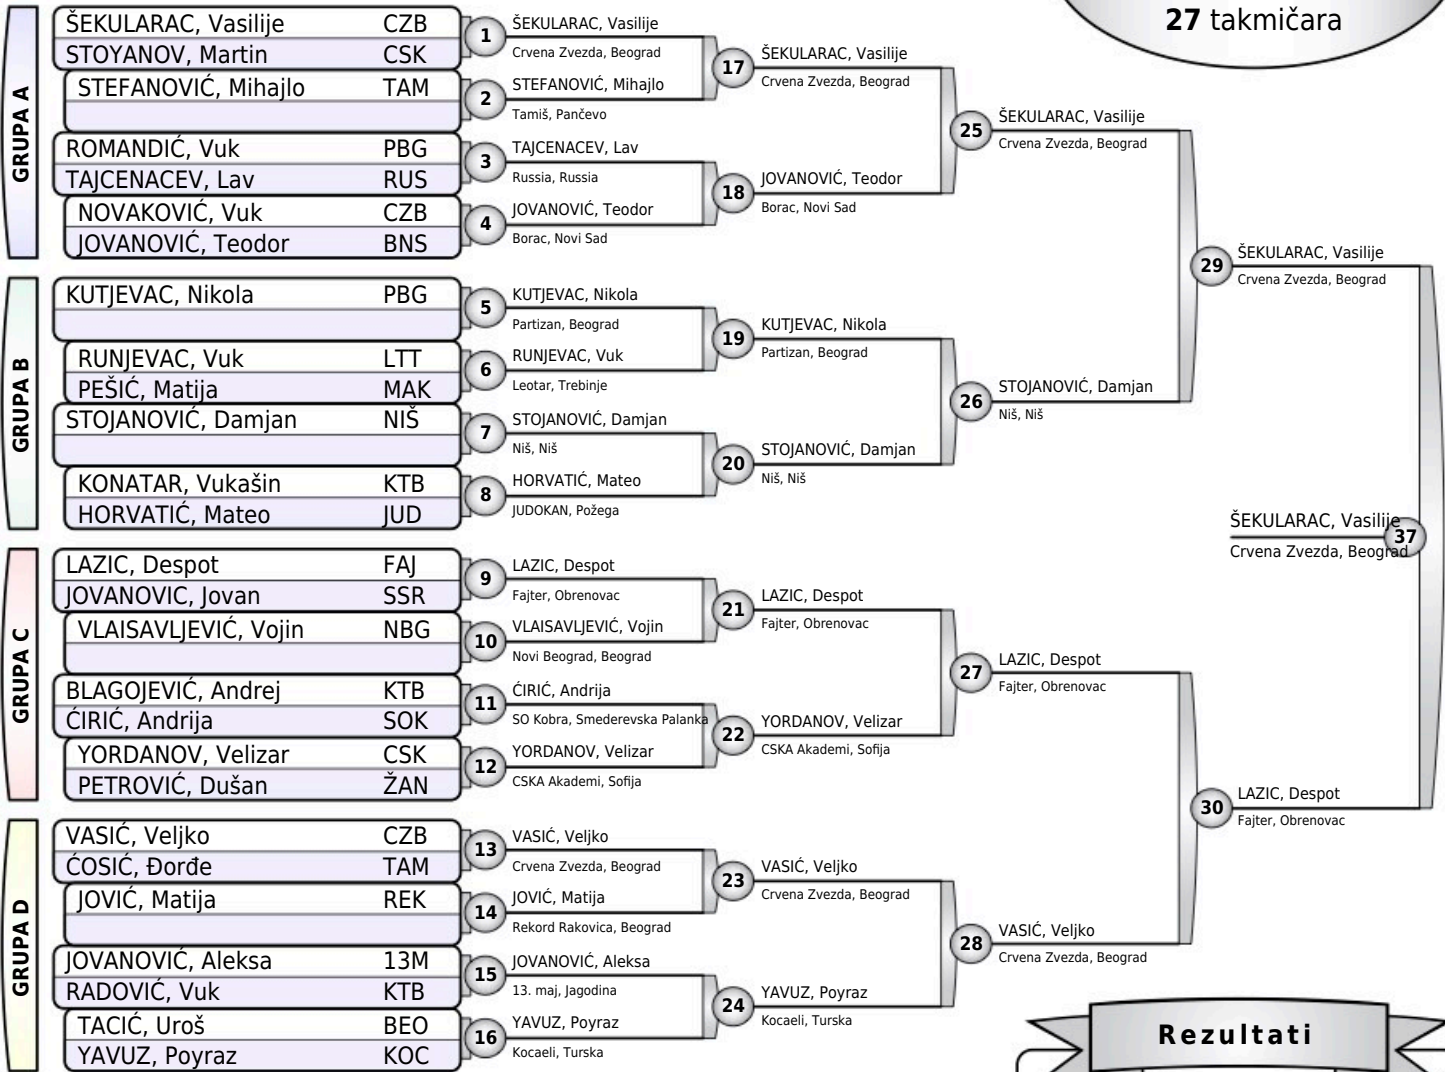 27 takmičara
GRUPA A
ŠEKULARAC, Vasilije CZB
STOYANOV, Martin CSK
STEFANOVIĆ, Mihajlo TAM
ROMANDIĆ, Vuk PBG
TAJCENACEV, Lav RUS
NOVAKOVIĆ, Vuk CZB
JOVANOVIĆ, Teodor BNS
GRUPA B
KUTJEVAC, Nikola PBG
RUNJEVAC, Vuk LTT
PEŠIĆ, Matija MAK
STOJANOVIĆ, Damjan NIŠ
KONATAR, Vukašin KTB
HORVATIĆ, Mateo JUD
GRUPA C
LAZIC, Despot FAJ
JOVANOVIC, Jovan SSR
VLAISAVLJEVIĆ, Vojin NBG
BLAGOJEVIĆ, Andrej KTB
ĆIRIĆ, Andrija SOK
YORDANOV, Velizar CSK
PETROVIĆ, Dušan ŽAN
GRUPA D
VASIĆ, Veljko CZB
ĆOSIĆ, Đorđe TAM
JOVIĆ, Matija REK
JOVANOVIĆ, Aleksa 13M
RADOVIĆ, Vuk KTB
TACIĆ, Uroš BEO
YAVUZ, Poyraz KOC
1 ŠEKULARAC, Vasilije
Crvena Zvezda, Beograd
2 STEFANOVIĆ, Mihajlo
Tamiš, Pančevo
3 TAJCENACEV, Lav
Russia, Russia
4 JOVANOVIĆ, Teodor
Borac, Novi Sad
5 KUTJEVAC, Nikola
Partizan, Beograd
6 RUNJEVAC, Vuk
Leotar, Trebinje
7 STOJANOVIĆ, Damjan
Niš, Niš
8 HORVATIĆ, Mateo
JUDOKAN, Požega
9 LAZIC, Despot
Fajter, Obrenovac
10 VLAISAVLJEVIĆ, Vojin
Novi Beograd, Beograd
11 ĆIRIĆ, Andrija
SO Kobra, Smederevska Palanka
12 YORDANOV, Velizar
CSKA Akademi, Sofija
13 VASIĆ, Veljko
Crvena Zvezda, Beograd
14 JOVIĆ, Matija
Rekord Rakovica, Beograd
15 JOVANOVIĆ, Aleksa
13. maj, Jagodina
16 YAVUZ, Poyraz
Kocaeli, Turska
17 ŠEKULARAC, Vasilije
Crvena Zvezda, Beograd
18 JOVANOVIĆ, Teodor
Borac, Novi Sad
19 KUTJEVAC, Nikola
Partizan, Beograd
20 STOJANOVIĆ, Damjan
Niš, Niš
21 LAZIC, Despot
Fajter, Obrenovac
22 YORDANOV, Velizar
CSKA Akademi, Sofija
23 VASIĆ, Veljko
Crvena Zvezda, Beograd
24 YAVUZ, Poyraz
Kocaeli, Turska
25 ŠEKULARAC, Vasilije
Crvena Zvezda, Beograd
26 STOJANOVIĆ, Damjan
Niš, Niš
27 LAZIC, Despot
Fajter, Obrenovac
28 VASIĆ, Veljko
Crvena Zvezda, Beograd
29 ŠEKULARAC, Vasilije
Crvena Zvezda, Beograd
30 LAZIC, Despot
Fajter, Obrenovac
ŠEKULARAC, Vasilije 37
Crvena Zvezda, Beograd
Rezultati